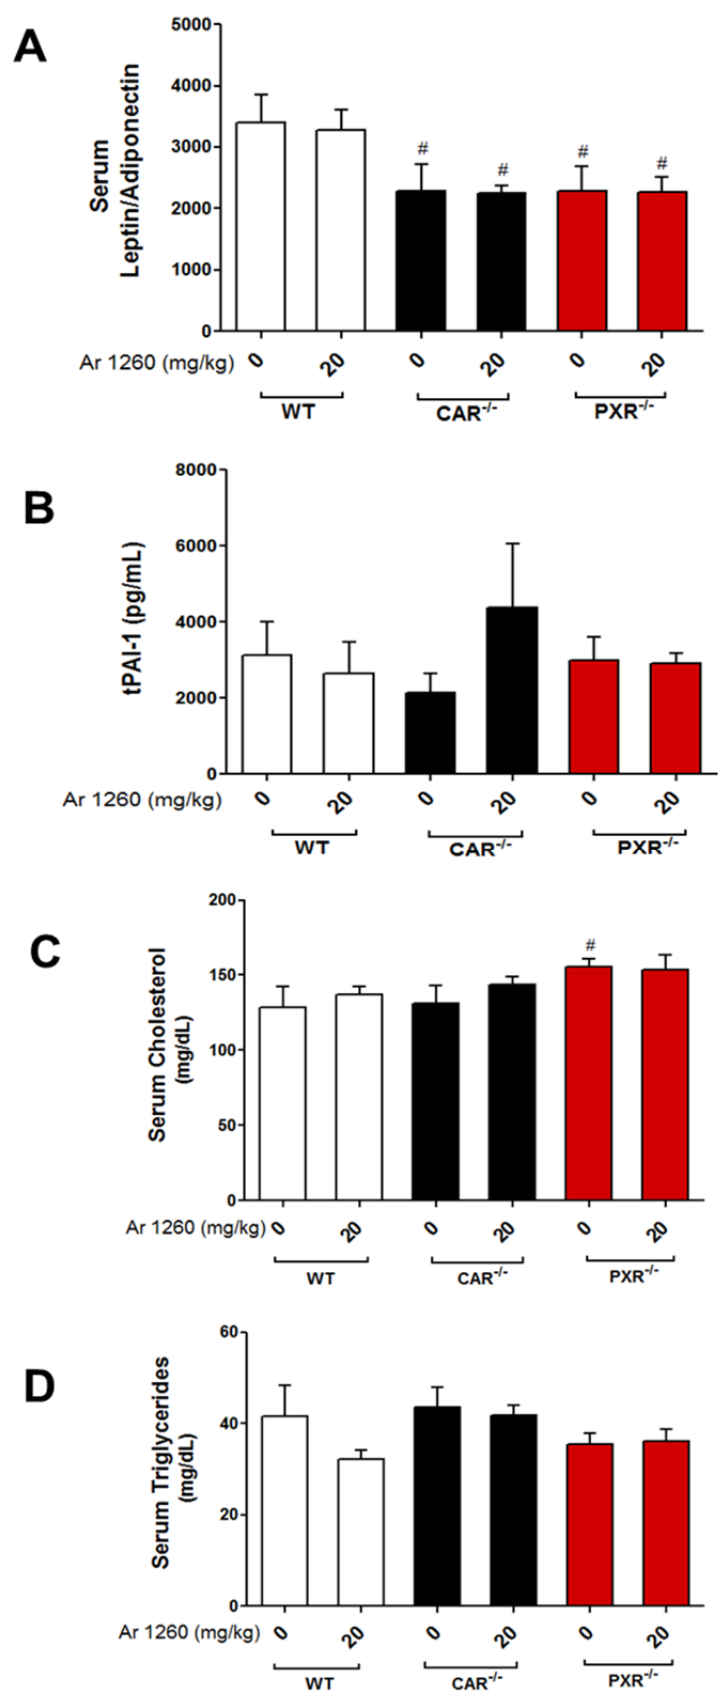 A
Serum
Leptin/Adiponectin
5000
4000
3000
2000
1000
0
# # # #
Ar 1260 (mg/kg) 0 20 0 20 0 20
WT CAR-/- PXR-/-
B
tPAI-1 (pg/mL)
8000
6000
4000
2000
0
Ar 1260 (mg/kg) 0 20 0 20 0 20
WT CAR-/- PXR-/-
C
Serum Cholesterol
(mg/dL)
200
150
100
50
0
#
Ar 1260 (mg/kg) 0 20 0 20 0 20
WT CAR-/- PXR-/-
D
Serum Triglycerides
(mg/dL)
60
40
20
0
Ar 1260 (mg/kg) 0 20 0 20 0 20
WT CAR-/- PXR-/-